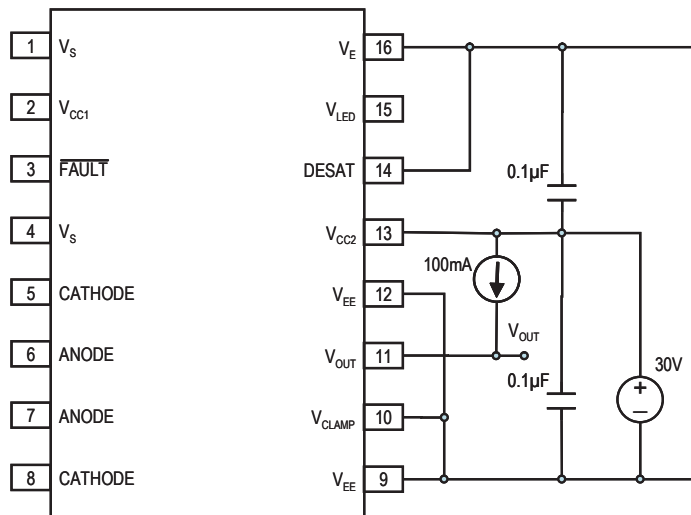 1 V_S
V_E 16
2 V_CC1
V_LED 15
3 FAULT
DESAT 14
0.1µF
4 V_S
V_CC2 13
100mA
5 CATHODE
V_EE 12
V_OUT
6 ANODE
V_OUT 11
30V
0.1µF
+
7 ANODE
V_CLAMP 10
–
8 CATHODE
V_EE 9